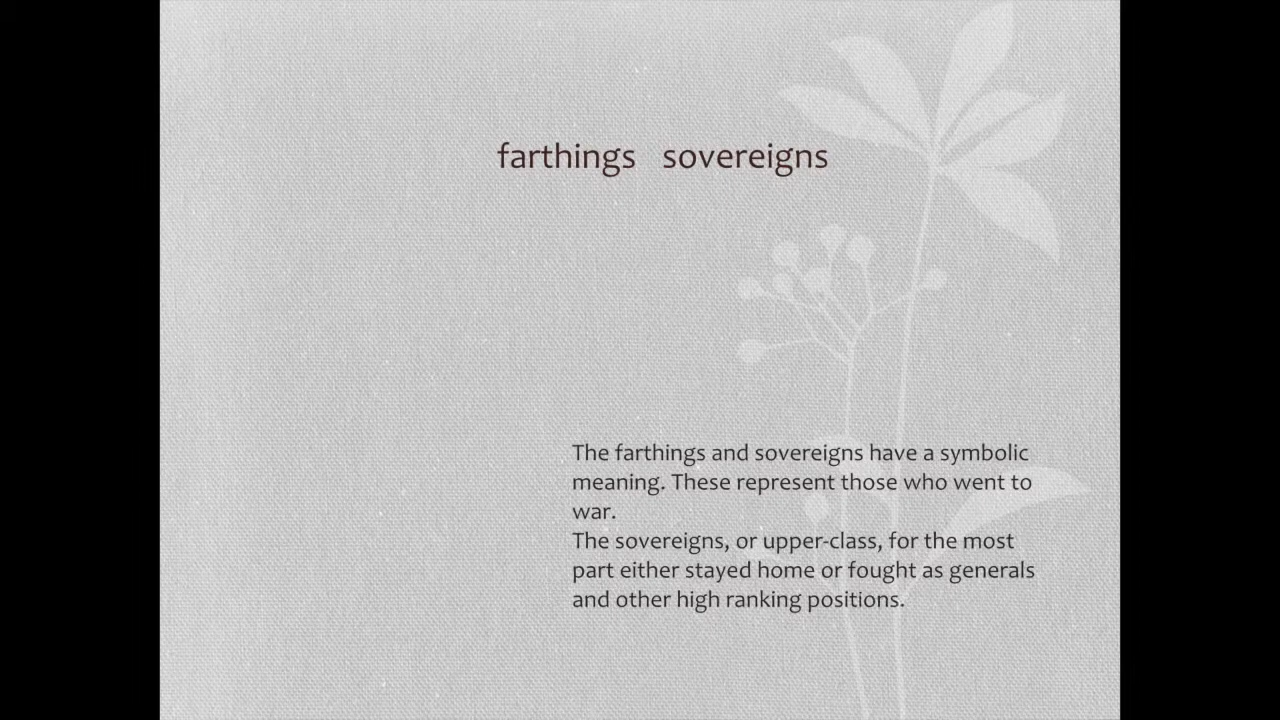 farthings sovereigns
The farthings and sovereigns have a symbolic
meaning. These represent those who went to
war.
The sovereigns, or upper-class, for the most
part either stayed home or fought as generals
and other high ranking positions.